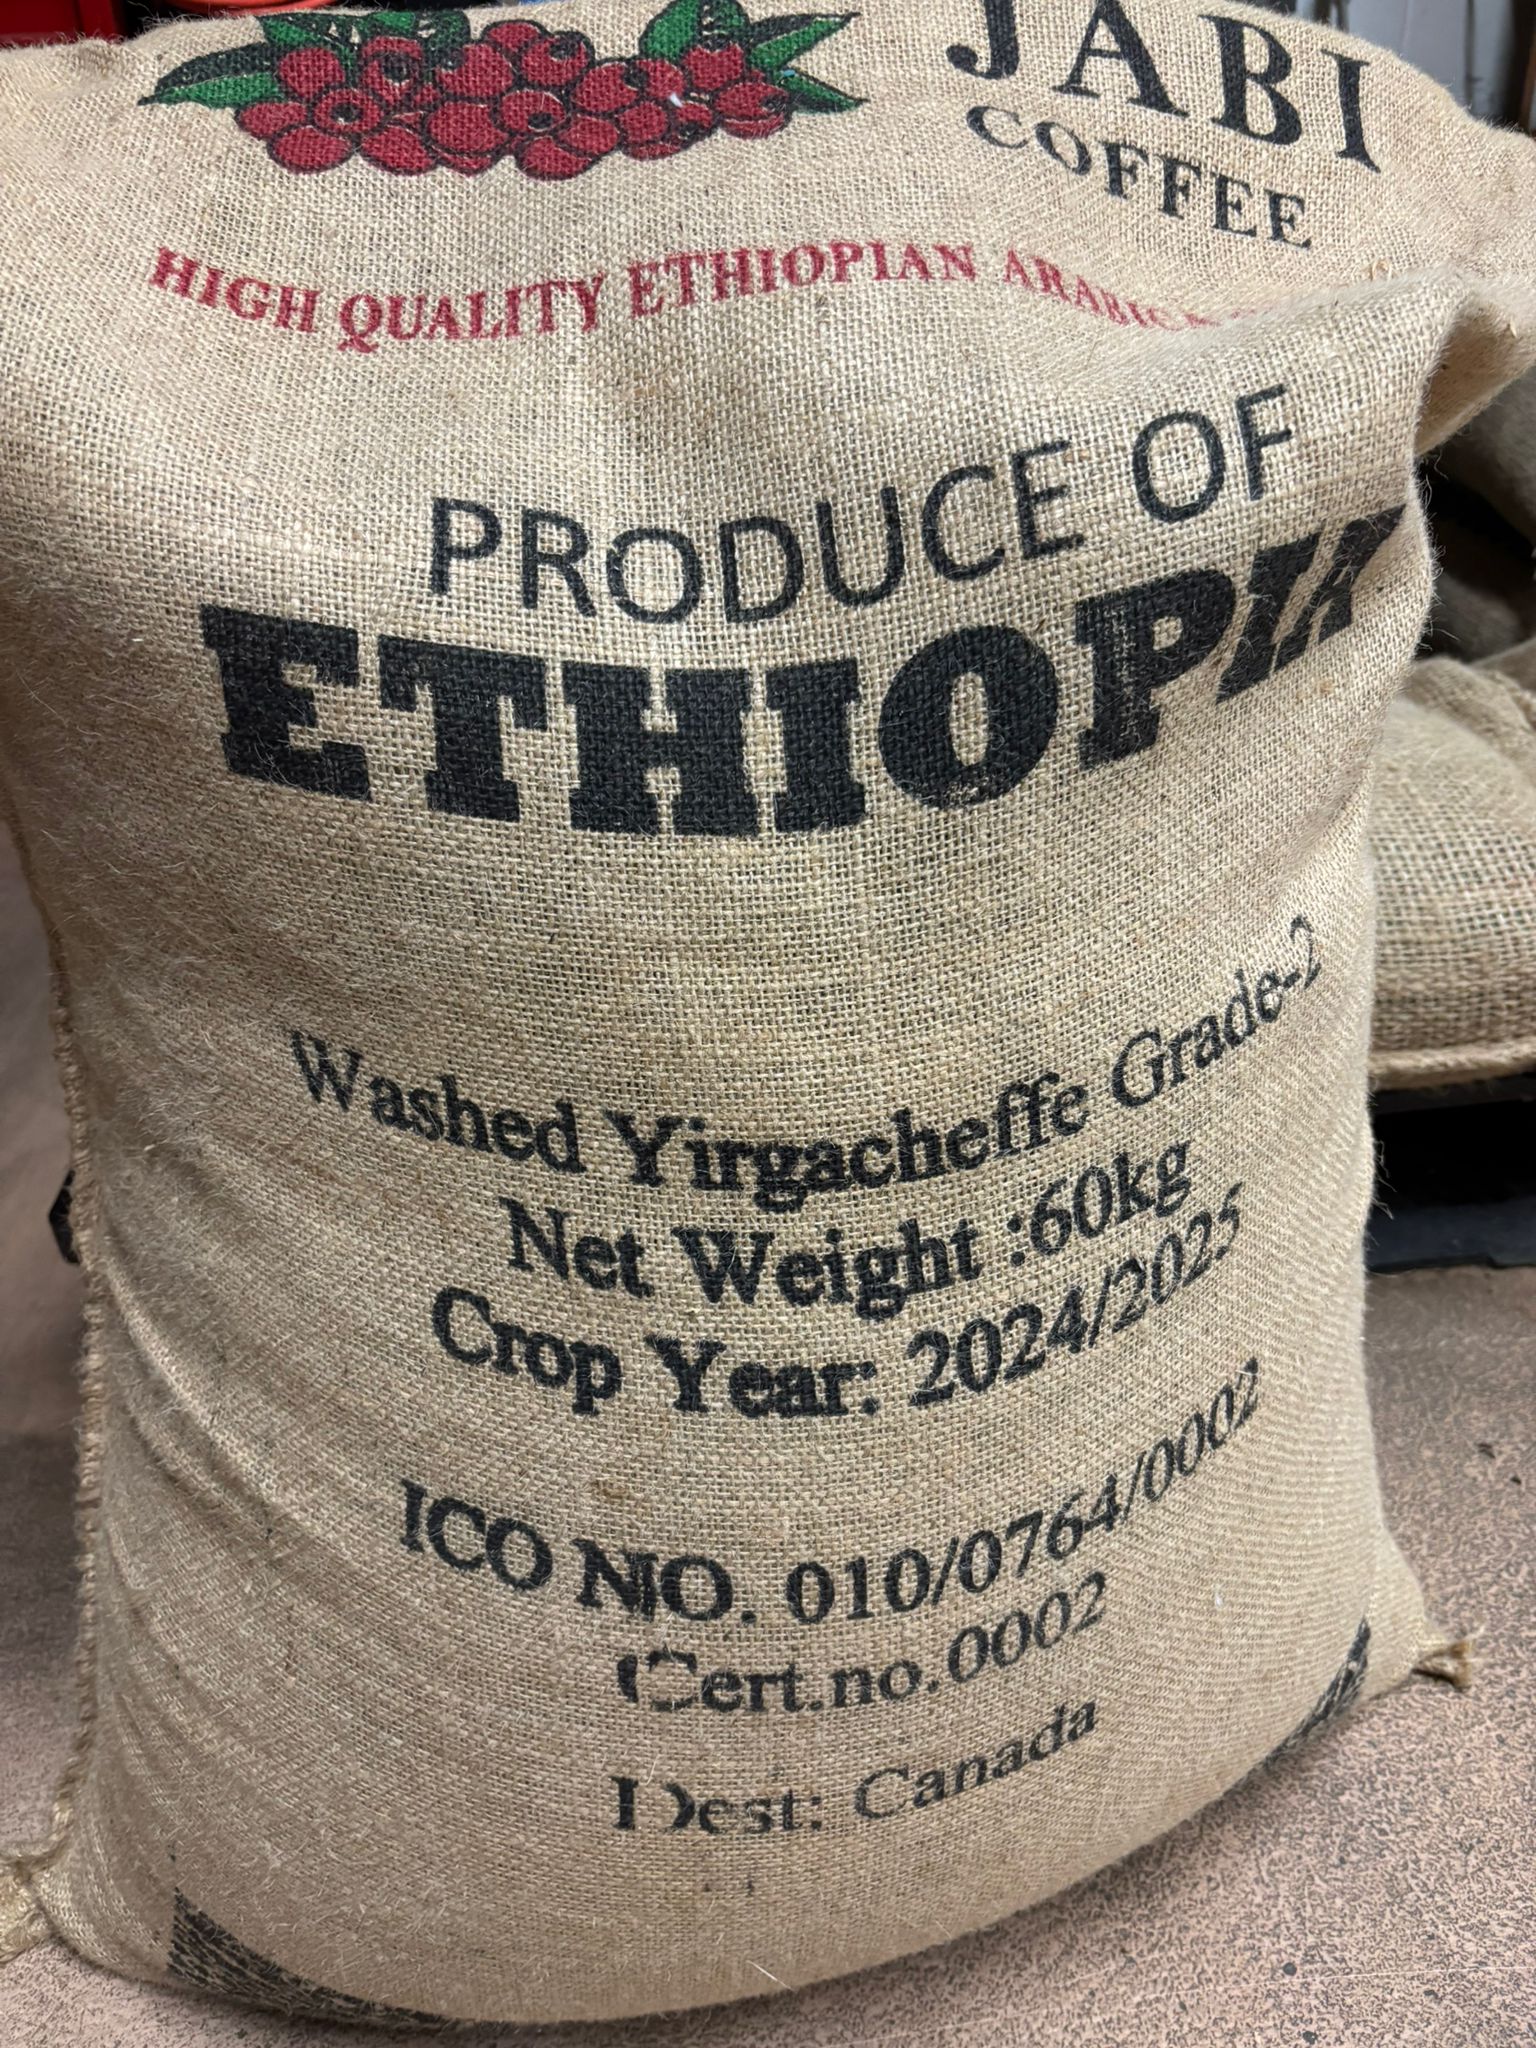 JABI
COFFEE
HIGH QUALITY ETHIOPIAN ARABICA
PRODUCE OF
ETHIOPIA
Washed Yirgacheffe Grade-2
Net Weight :60kg
Crop Year: 2024/2025
ICO NO. 010/0764/0002
Cert.no.0002
Dest: Canada